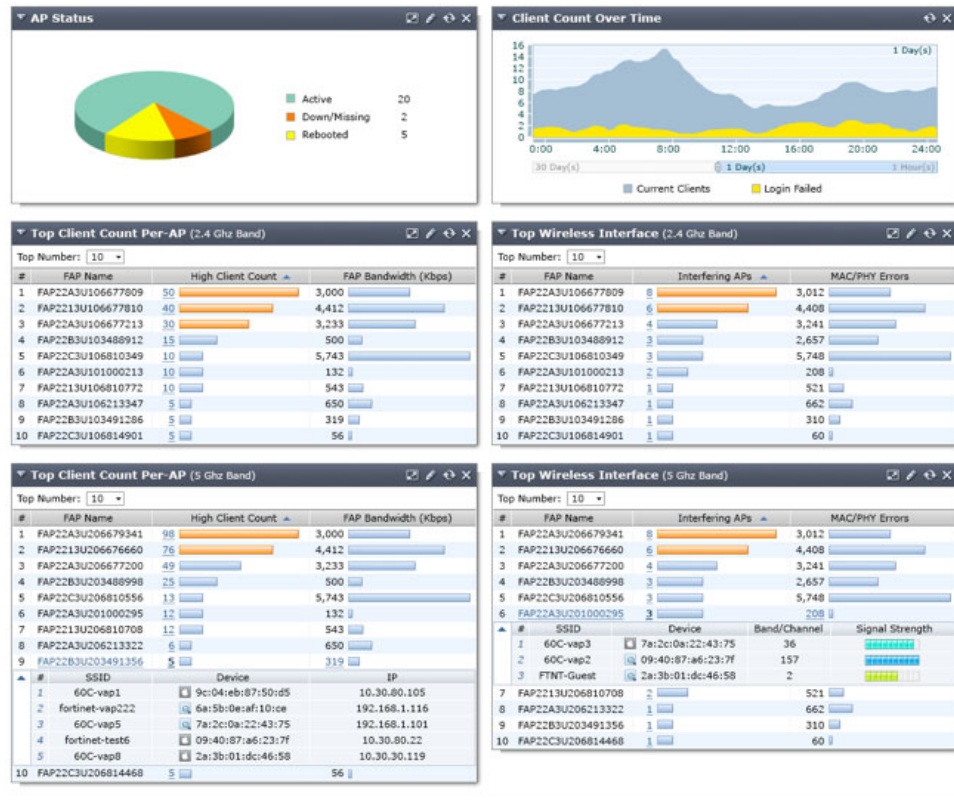 AP Status
Active 20
Down/Missing 2
Rebooted 5
Client Count Over Time
1 Day(s)
16
14
12
10
8
6
4
2
0
0:00 4:00 8:00 12:00 16:00 20:00 24:00
30 Day(s) 1 Day(s) 1 Hour(s)
Current Clients Login Failed
Top Client Count Per-AP (2.4 Ghz Band)
Top Number: 10
# FAP Name High Client Count FAP Bandwidth (Kbps)
1 FAP22A3U106677809 50 3,000
2 FAP2213U106677810 40 4,412
3 FAP22A3U106677213 30 3,233
4 FAP22B3U103488912 15 500
5 FAP22C3U106810349 10 5,743
6 FAP22A3U101000213 10 132
7 FAP2213U106810772 10 543
8 FAP22A3U106213347 5 650
9 FAP22B3U103491286 5 319
10 FAP22C3U106814901 5 56
Top Wireless Interface (2.4 Ghz Band)
Top Number: 10
# FAP Name Interfering APs MAC/PHY Errors
1 FAP22A3U106677809 8 3,012
2 FAP2213U106677810 6 4,408
3 FAP22A3U106677213 4 3,241
4 FAP22B3U103488912 3 2,657
5 FAP22C3U106810349 3 5,748
6 FAP22A3U101000213 2 208
7 FAP2213U106810772 1 521
8 FAP22A3U106213347 1 662
9 FAP22B3U103491286 1 310
10 FAP22C3U106814901 1 60
Top Client Count Per-AP (5 Ghz Band)
Top Number: 10
# FAP Name High Client Count FAP Bandwidth (Kbps)
1 FAP22A3U206679341 98 3,000
2 FAP2213U206676660 76 4,412
3 FAP22A3U206677200 49 3,233
4 FAP22B3U203488998 25 500
5 FAP22C3U206810556 13 5,743
6 FAP22A3U201000295 12 132
7 FAP2213U206810708 12 543
8 FAP22A3U206213322 6 650
9 FAP22B3U203491356 5 319
# SSID Device IP
1 60C-vap1 9c:04:eb:87:50:d5 10.30.80.105
2 fortinet-vap222 6a:5b:0e:af:10:ce 192.168.1.116
3 60C-vap5 7a:2c:0a:22:43:75 192.168.1.101
4 fortinet-test6 09:40:87:a6:23:7f 10.30.80.22
5 60C-vap8 2a:3b:01:dc:46:58 10.30.30.119
10 FAP22C3U206814468 5 56
Top Wireless Interface (5 Ghz Band)
Top Number: 10
# FAP Name Interfering APs MAC/PHY Errors
1 FAP22A3U206679341 8 3,012
2 FAP2213U206676660 6 4,408
3 FAP22A3U206677200 4 3,241
4 FAP22B3U203488998 3 2,657
5 FAP22C3U206810556 3 5,748
6 FAP22A3U201000295 3 208
# SSID Device Band/Channel Signal Strength
1 60C-vap3 7a:2c:0a:22:43:75 36
2 60C-vap2 09:40:87:a6:23:7f 157
3 FTNT-Guest 2a:3b:01:dc:46:58 2
7 FAP2213U206810708 2 521
8 FAP22A3U206213322 1 662
9 FAP22B3U203491356 1 310
10 FAP22C3U206814468 1 60